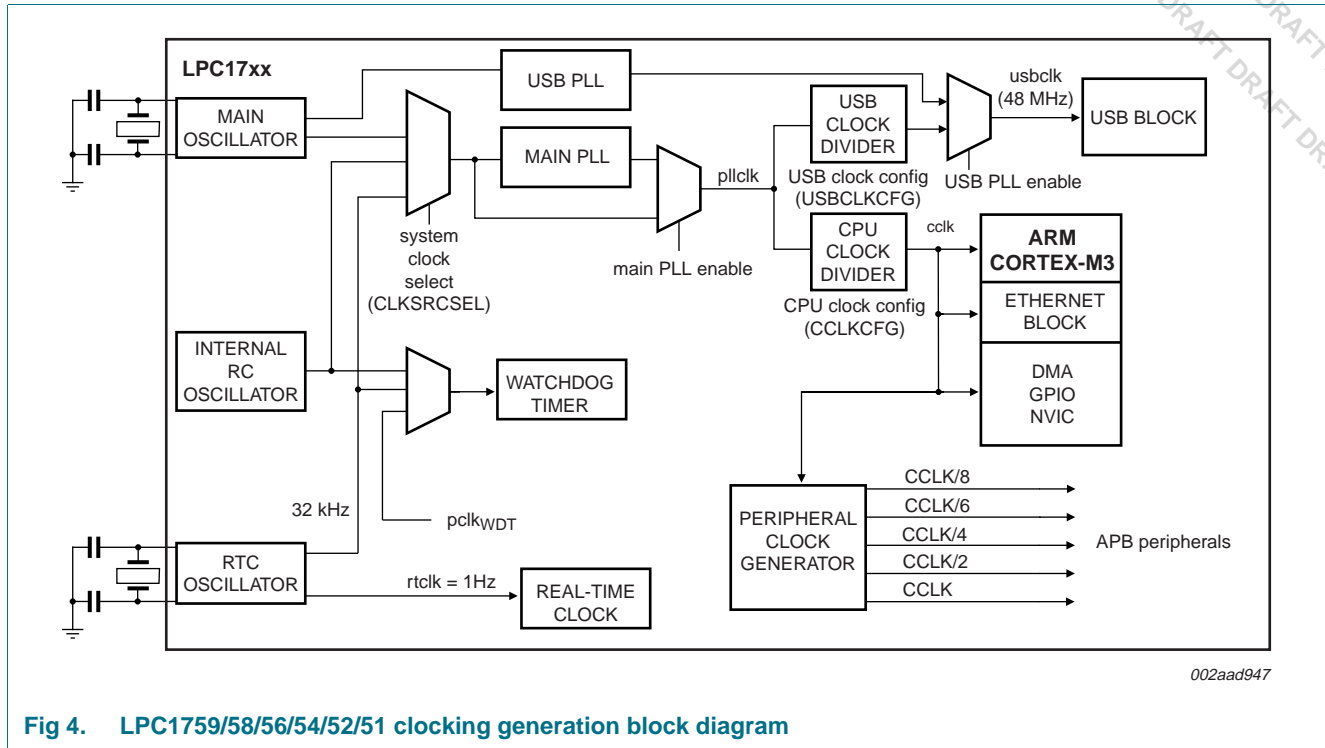 DRAFT
DRAFT
DRAFT DRAFT
LPC17xx
MAIN
OSCILLATOR
USB PLL
MAIN PLL
system
clock
select
(CLKSRCSEL)
main PLL enable
pllclk
USB
CLOCK
DIVIDER
USB clock config
(USBCLKCFG)
usbclk
(48 MHz)
USB BLOCK
USB PLL enable
CPU
CLOCK
DIVIDER
CPU clock config
(CCLKCFG)
cclk
ARM
CORTEX-M3
ETHERNET
BLOCK
DMA
GPIO
NVIC
INTERNAL
RC
OSCILLATOR
WATCHDOG
TIMER
32 kHz
pclkWDT
RTC
OSCILLATOR
rtclk = 1Hz
REAL-TIME
CLOCK
PERIPHERAL
CLOCK
GENERATOR
CCLK/8
CCLK/6
CCLK/4
CCLK/2
CCLK
APB peripherals
002aad947
Fig 4. LPC1759/58/56/54/52/51 clocking generation block diagram